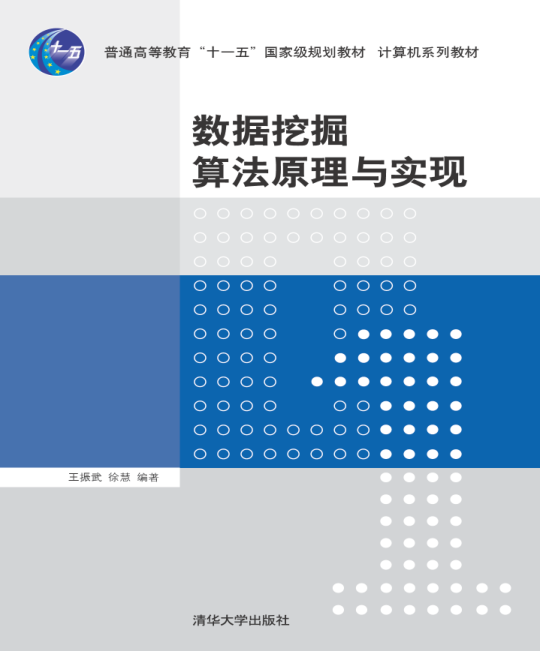 十一五
普通高等教育“十一五”国家级规划教材 计算机系列教材
数据挖掘
算法原理与实现
王振武 徐慧 编著
清华大学出版社